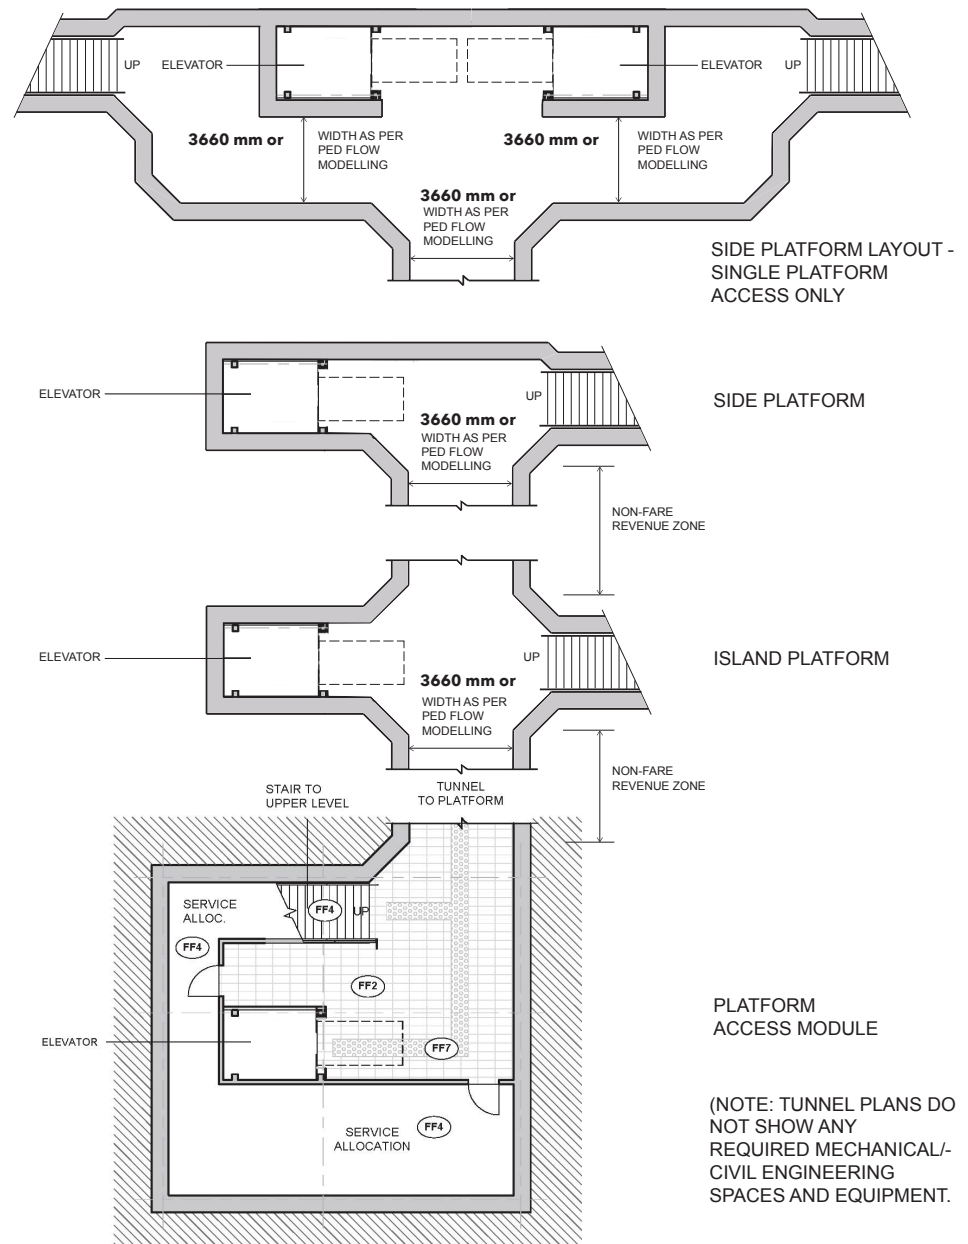 UP
ELEVATOR
ELEVATOR
UP
3660 mm or
WIDTH AS PER
PED FLOW
MODELLING
3660 mm or
WIDTH AS PER
PED FLOW
MODELLING
3660 mm or
WIDTH AS PER
PED FLOW
MODELLING
SIDE PLATFORM LAYOUT -
SINGLE PLATFORM
ACCESS ONLY
ELEVATOR
UP
SIDE PLATFORM
3660 mm or
WIDTH AS PER
PED FLOW
MODELLING
NON-FARE
REVENUE ZONE
ELEVATOR
UP
ISLAND PLATFORM
3660 mm or
WIDTH AS PER
PED FLOW
MODELLING
NON-FARE
REVENUE ZONE
STAIR TO
UPPER LEVEL
TUNNEL
TO PLATFORM
SERVICE
ALLOC.
FF4
UP
FF4
FF2
PLATFORM
ACCESS MODULE
ELEVATOR
FF7
SERVICE
ALLOCATION
FF4
(NOTE: TUNNEL PLANS DO
NOT SHOW ANY
REQUIRED MECHANICAL/-
CIVIL ENGINEERING
SPACES AND EQUIPMENT.